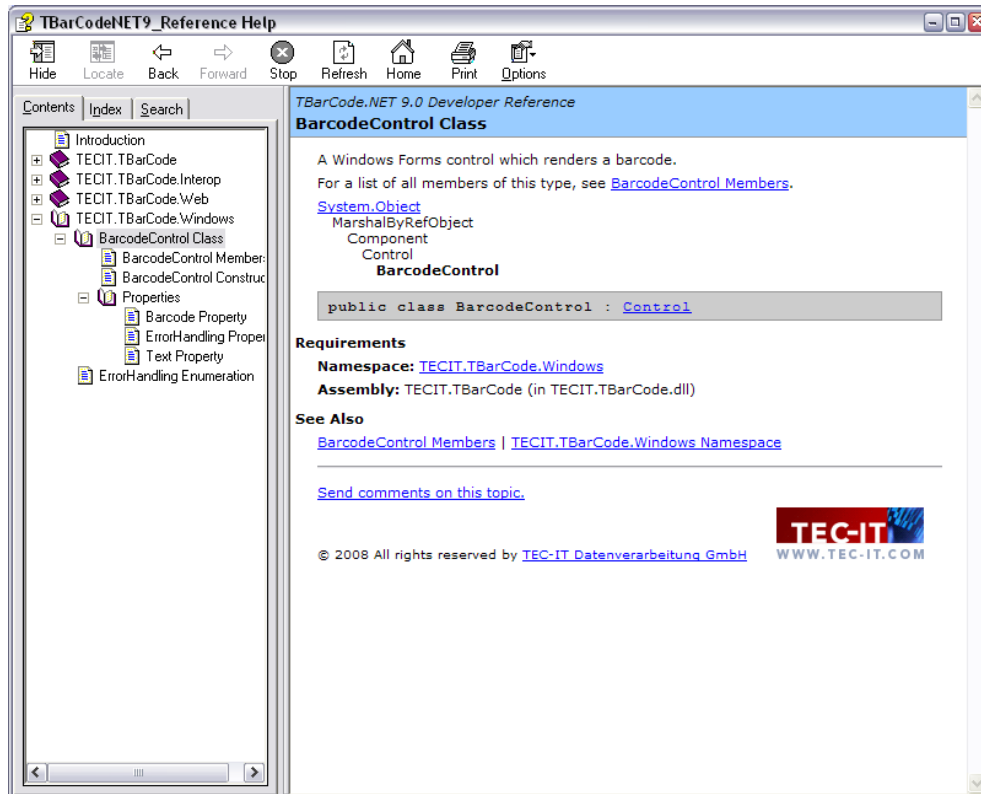 TBarCodeNET9_Reference Help
Hide Locate Back Forward Stop Refresh Home Print Options
Contents Index Search
Introduction
TECIT.TBarCode
TECIT.TBarCode.Interop
TECIT.TBarCode.Web
TECIT.TBarCode.Windows
BarcodeControl Class
BarcodeControl Member
BarcodeControl Construc
Properties
Barcode Property
ErrorHandling Proper
Text Property
ErrorHandling Enumeration
TBarCode.NET 9.0 Developer Reference
BarcodeControl Class
A Windows Forms control which renders a barcode.
For a list of all members of this type, see BarcodeControl Members.
System.Object
MarshalByRefObject
Component
Control
BarcodeControl
public class BarcodeControl : Control
Requirements
Namespace: TECIT.TBarCode.Windows
Assembly: TECIT.TBarCode (in TECIT.TBarCode.dll)
See Also
BarcodeControl Members | TECIT.TBarCode.Windows Namespace
Send comments on this topic.
© 2008 All rights reserved by TEC-IT Datenverarbeitung GmbH
TEC-IT
WWW.TEC-IT.COM